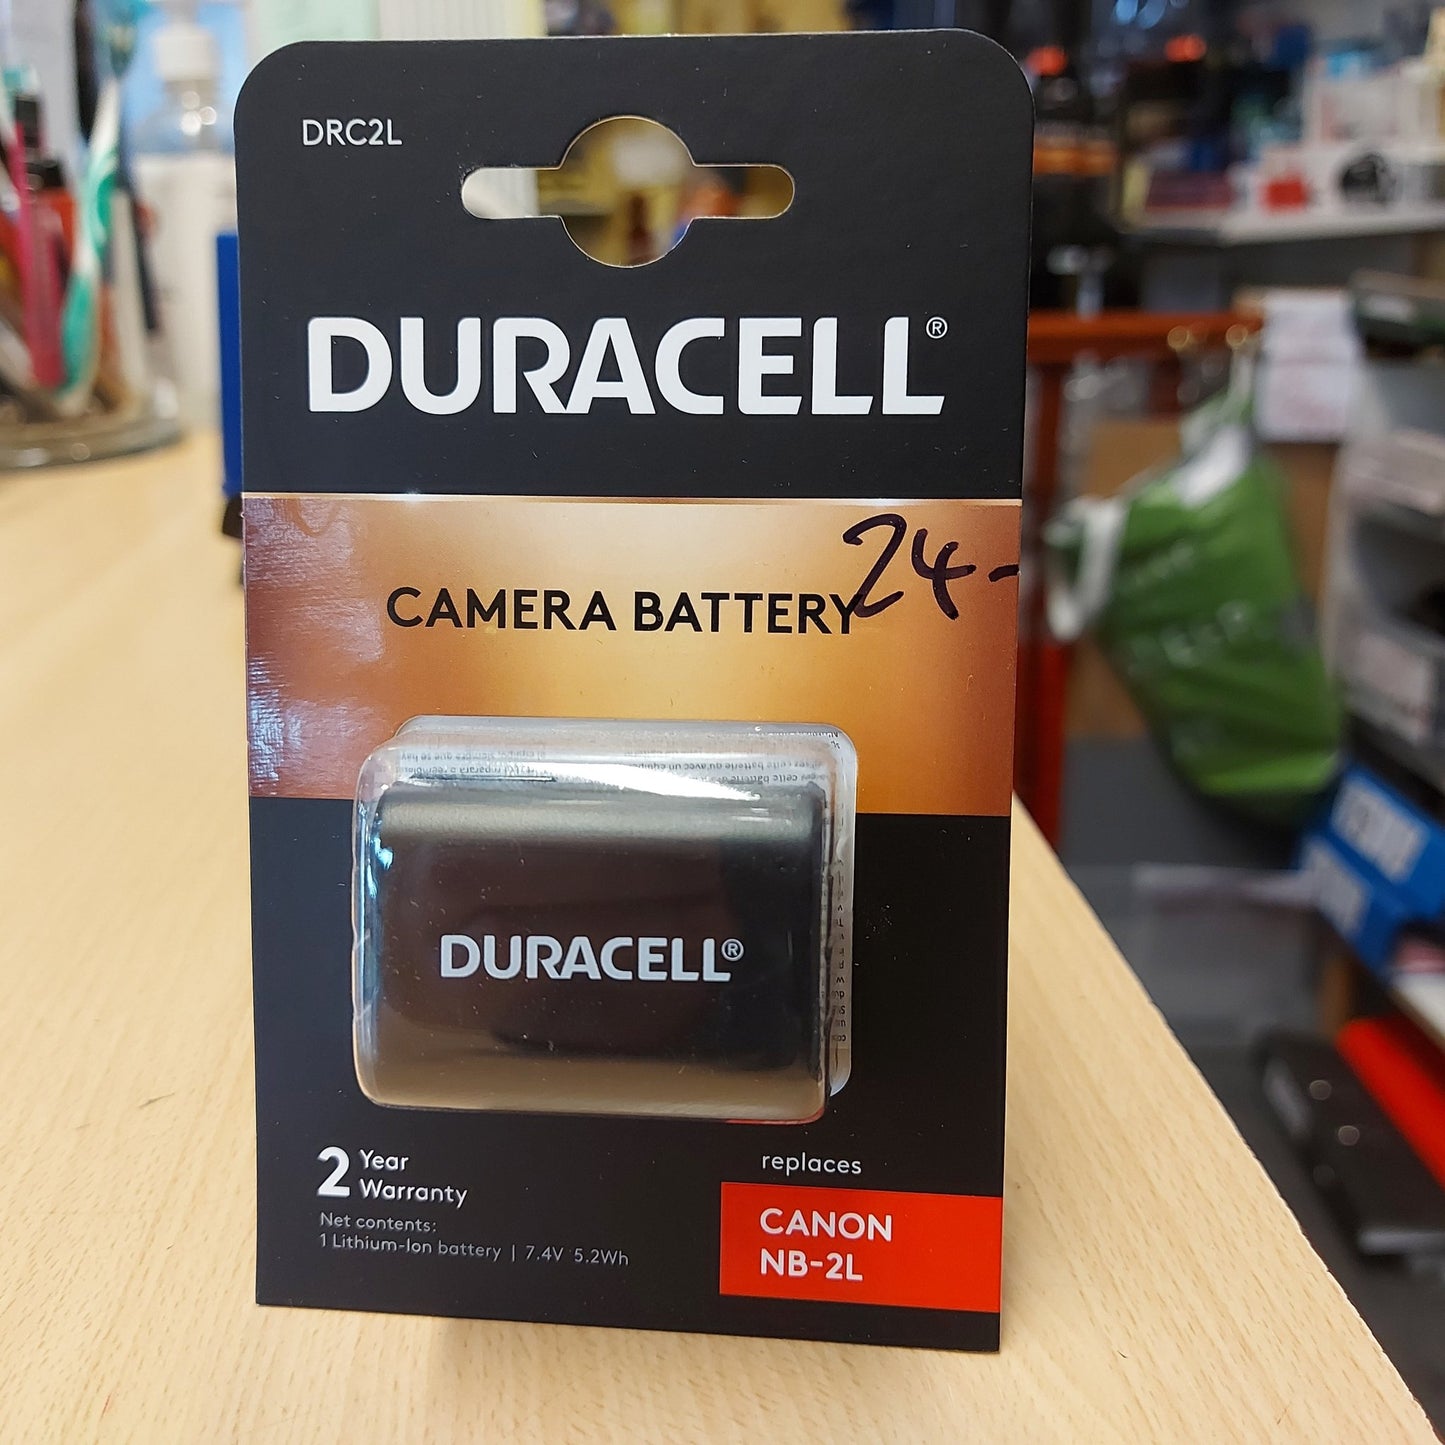 DRC2L
DURACELL®
24-
CAMERA BATTERY
DURACELL®
2 Year
Warranty
Net contents:
1 Lithium-Ion battery | 7.4V 5.2Wh
replaces
CANON
NB-2L